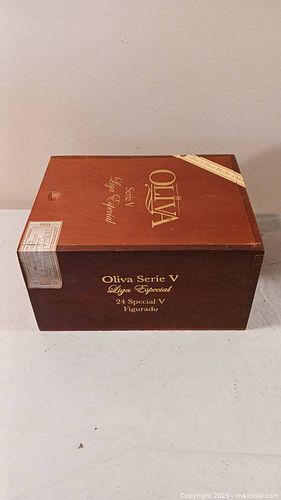 OLIVA
Serie V
Liga Especial
Oliva Serie V
Liga Especial
24 Special V
Figurado
Copyright 2025 - maxsold.com